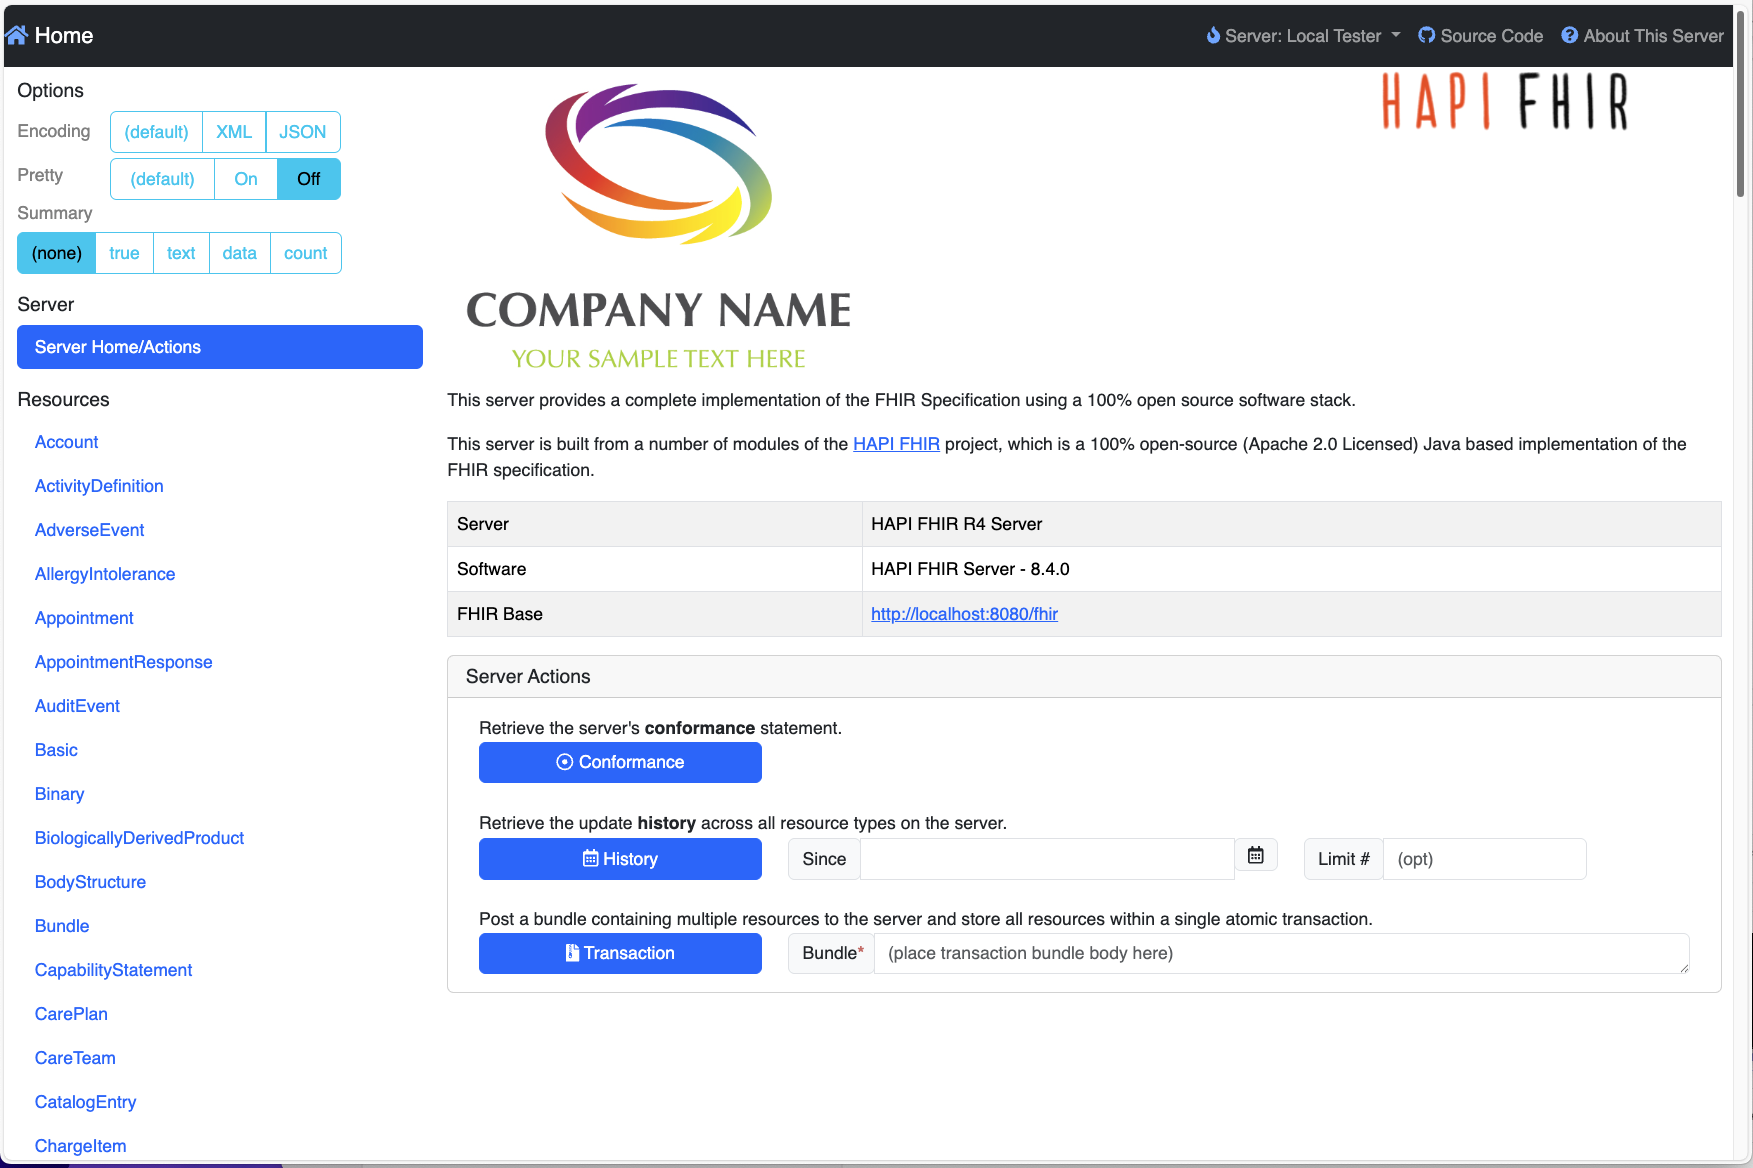 Home
Server: Local Tester Source Code About This Server
Options
Encoding (default) XML JSON
Pretty (default) On Off
Summary
(none) true text data count
Server
Server Home/Actions
Resources
Account
ActivityDefinition
AdverseEvent
AllergyIntolerance
Appointment
AppointmentResponse
AuditEvent
Basic
Binary
BiologicallyDerivedProduct
BodyStructure
Bundle
CapabilityStatement
CarePlan
CareTeam
CatalogEntry
ChargeItem
HAPI FHIR
COMPANY NAME
YOUR SAMPLE TEXT HERE
This server provides a complete implementation of the FHIR Specification using a 100% open source software stack.
This server is built from a number of modules of the HAPI FHIR project, which is a 100% open-source (Apache 2.0 Licensed) Java based implementation of the
FHIR specification.
Server HAPI FHIR R4 Server
Software HAPI FHIR Server - 8.4.0
FHIR Base http://localhost:8080/fhir
Server Actions
Retrieve the server's conformance statement.
Conformance
Retrieve the update history across all resource types on the server.
History Since Limit # (opt)
Post a bundle containing multiple resources to the server and store all resources within a single atomic transaction.
Transaction Bundle* (place transaction bundle body here)